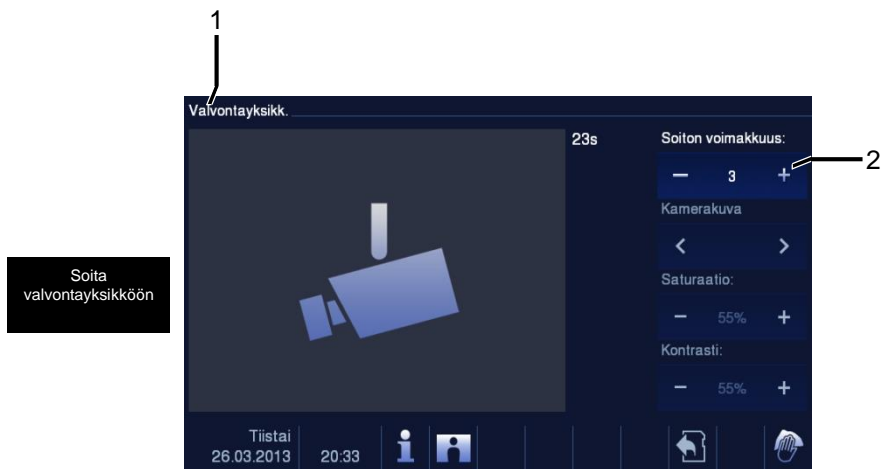 1
Valvontayksikk.
23s
Soiton voimakkuus:
− 3 +
2
Kamerakuva
< >
Soita
valvontayksikköön
Saturaatio:
− 55% +
Kontrasti:
− 55% +
Tiistai
26.03.2013 20:33